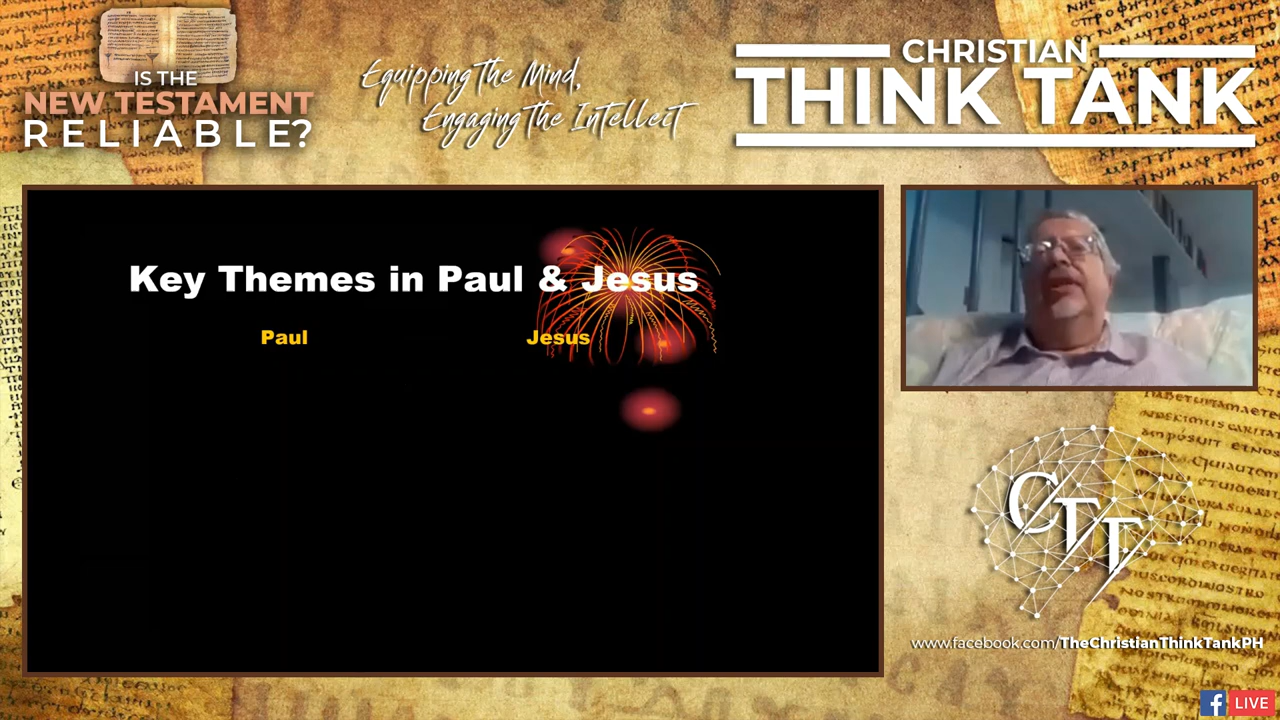 IS THE
NEW TESTAMENT
RELIABLE?
Equipping The Mind,
Engaging The Intellect
CHRISTIAN
THINK TANK
Key Themes in Paul & Jesus
Paul
Jesus
CTT
www.facebook.com/TheChristianThinkTankPH
f LIVE